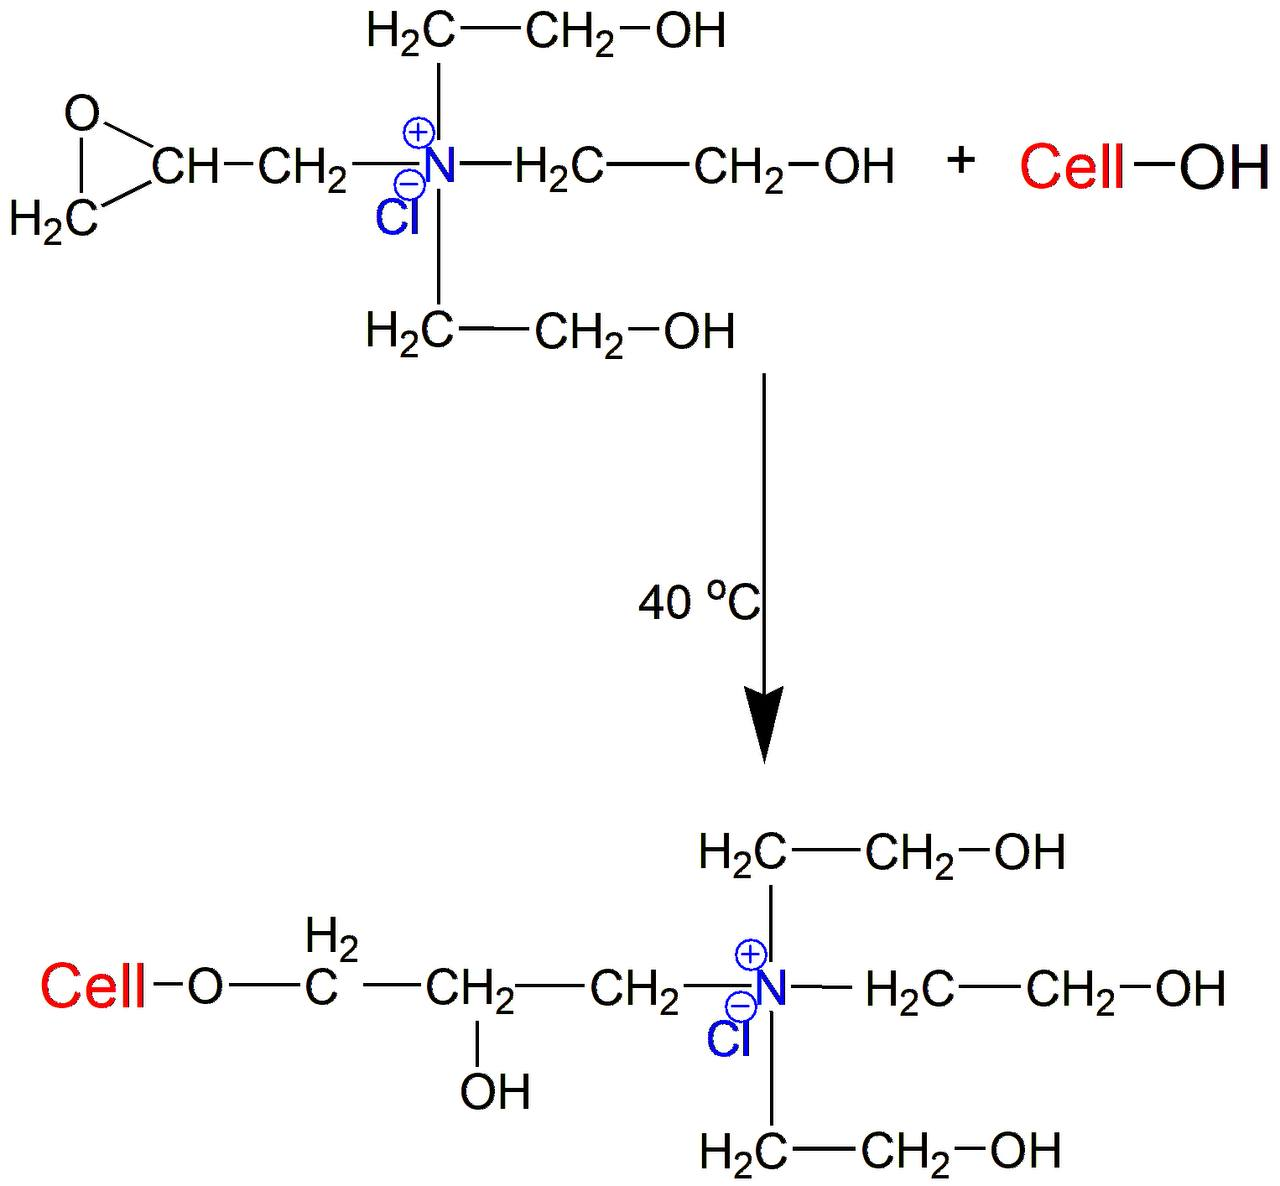 H2C—CH2—OH
O
CH—CH2—N⊕—H2C—CH2—OH + Cell—OH
H2C
Cl⊖
H2C—CH2—OH
40 oC
H2C—CH2—OH
H2
Cell—O—C—CH2—CH2—N⊕—H2C—CH2—OH
Cl⊖
OH
H2C—CH2—OH